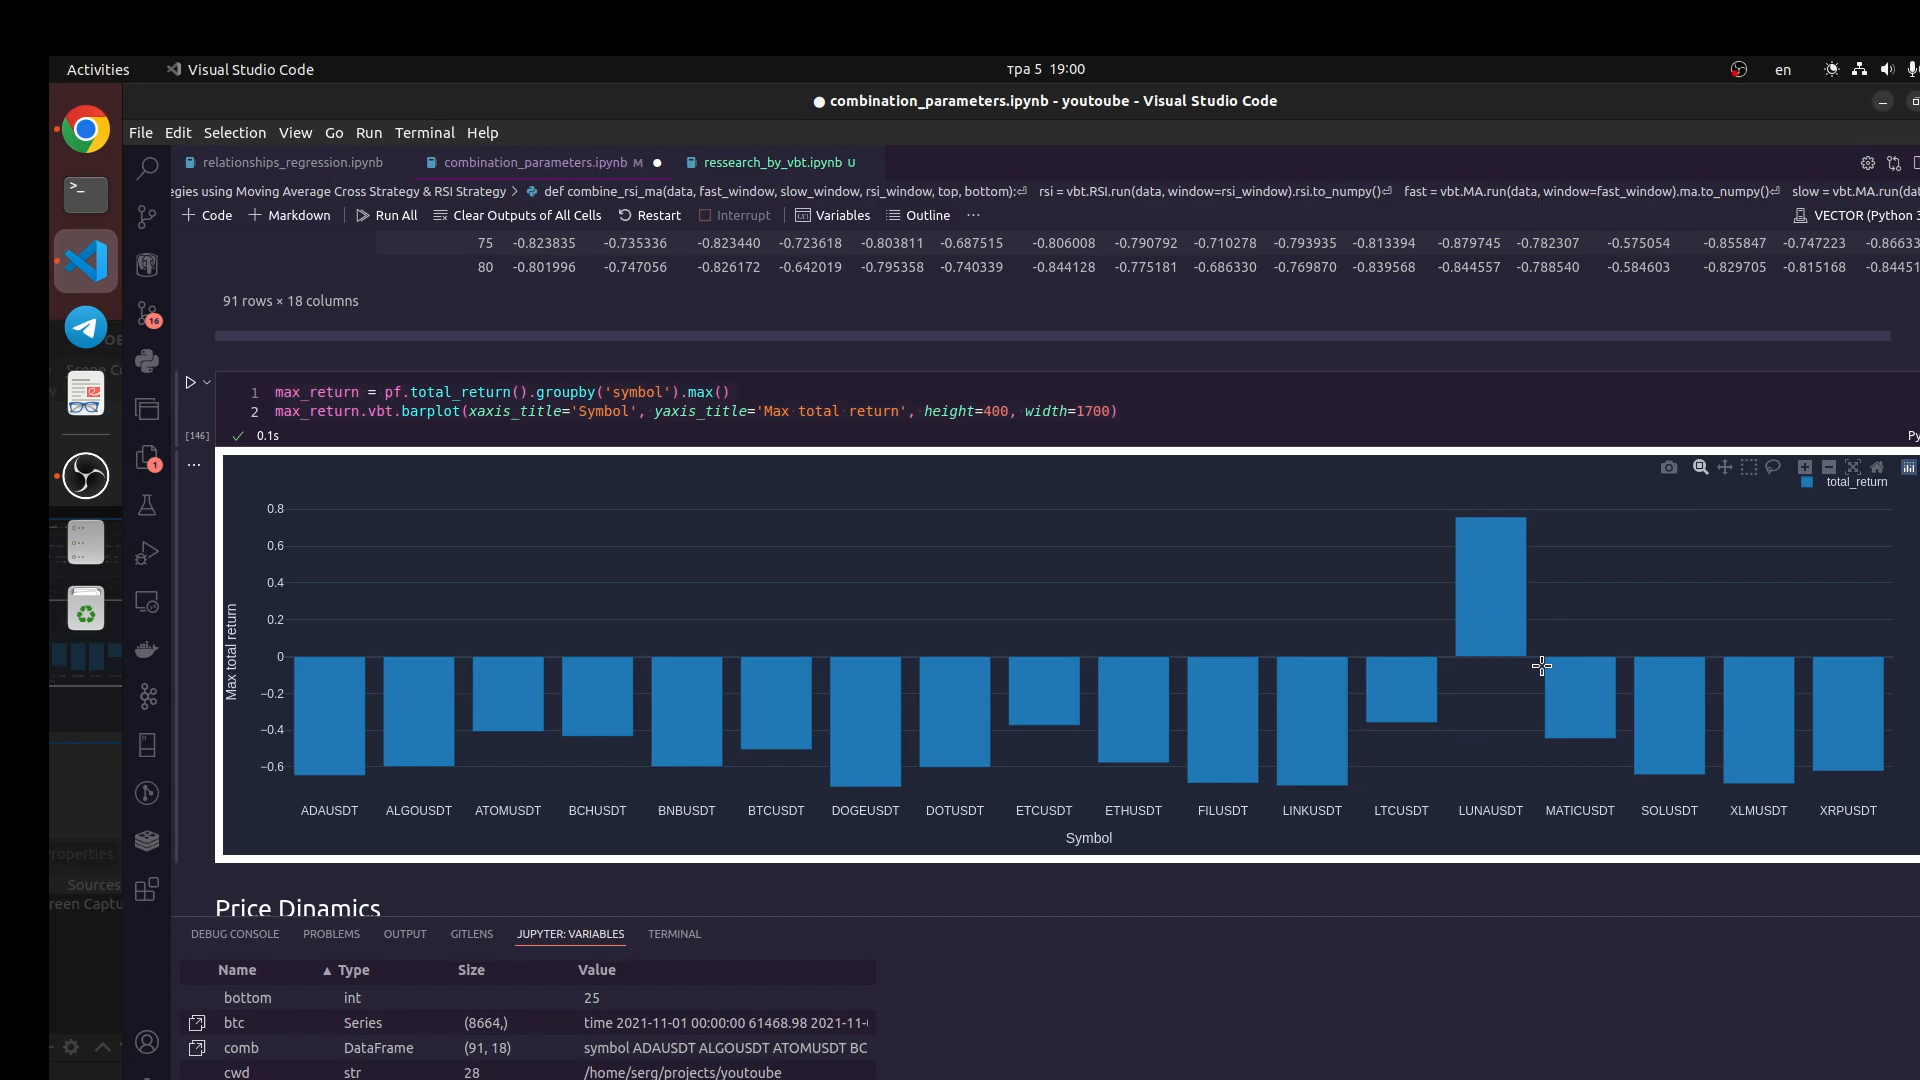 Activities Visual Studio Code тра 5 19:00 en
combination_parameters.ipynb - youtoube - Visual Studio Code
File Edit Selection View Go Run Terminal Help
relationships_regression.ipynb combination_parameters.ipynb M ressearch_by_vbt.ipynb U
egies using Moving Average Cross Strategy & RSI Strategy > def combine_rsi_ma(data, fast_window, slow_window, rsi_window, top, bottom):⏎ rsi = vbt.RSI.run(data, window=rsi_window).rsi.to_numpy()⏎ fast = vbt.MA.run(data, window=fast_window).ma.to_numpy()⏎ slow = vbt.MA.run(dat
+ Code + Markdown Run All Clear Outputs of All Cells Restart Interrupt Variables Outline ... VECTOR (Python 3
75 -0.823835 -0.735336 -0.823440 -0.723618 -0.803811 -0.687515 -0.806008 -0.790792 -0.710278 -0.793935 -0.813394 -0.879745 -0.782307 -0.575054 -0.855847 -0.747223 -0.86633
80 -0.801996 -0.747056 -0.826172 -0.642019 -0.795358 -0.740339 -0.844128 -0.775181 -0.686330 -0.769870 -0.839568 -0.844557 -0.788540 -0.584603 -0.829705 -0.815168 -0.84451
91 rows × 18 columns
1 max_return = pf.total_return().groupby('symbol').max()
2 max_return.vbt.barplot(xaxis_title='Symbol', yaxis_title='Max total return', height=400, width=1700)
[146] 0.1s Py
total_return
Max total return
0.8
0.6
0.4
0.2
0
−0.2
−0.4
−0.6
ADAUSDT ALGOUSDT ATOMUSDT BCHUSDT BNBUSDT BTCUSDT DOGEUSDT DOTUSDT ETCUSDT ETHUSDT FILUSDT LINKUSDT LTCUSDT LUNAUSDT MATICUSDT SOLUSDT XLMUSDT XRPUSDT
Symbol
Price Dinamics
DEBUG CONSOLE PROBLEMS OUTPUT GITLENS JUPYTER: VARIABLES TERMINAL
Name ▲ Type Size Value
bottom int 25
btc Series (8664,) time 2021-11-01 00:00:00 61468.98 2021-11-
comb DataFrame (91, 18) symbol ADAUSDT ALGOUSDT ATOMUSDT BC
cwd str 28 /home/serg/projects/youtoube
16
1
Sources